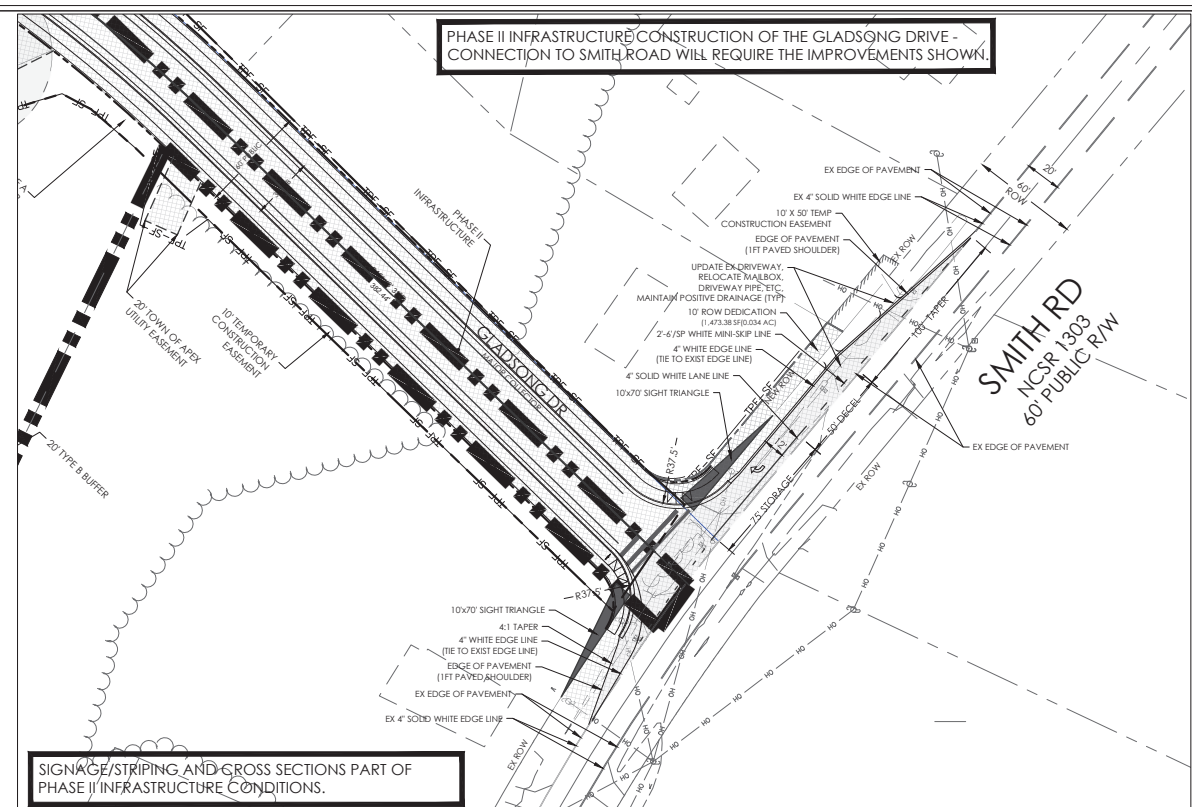 PHASE II INFRASTRUCTURE CONSTRUCTION OF THE GLADSONG DRIVE -
CONNECTION TO SMITH ROAD WILL REQUIRE THE IMPROVEMENTS SHOWN.
EX EDGE OF PAVEMENT
EX 4" SOLID WHITE EDGE LINE
10' X 50' TEMP
CONSTRUCTION EASEMENT
EDGE OF PAVEMENT
(1FT PAVED SHOULDER)
UPDATE EX DRIVEWAY,
RELOCATE MAILBOX,
DRIVEWAY PIPE, ETC.
MAINTAIN POSITIVE DRAINAGE (TYP)
10' ROW DEDICATION
(1,473.38 SF|0.034 AC)
2'-6'/SP WHITE MINI-SKIP LINE
4" WHITE EDGE LINE
(TIE TO EXIST EDGE LINE)
4" SOLID WHITE LANE LINE
10'x70' SIGHT TRIANGLE
60'
ROW
20'
EX ROW
NEW ROW
100' TAPER
50' DECEL
75' STORAGE
12'
SMITH RD
NCSR 1303
60' PUBLIC R/W
EX EDGE OF PAVEMENT
EX ROW
PHASE II
INFRASTRUCTURE
GLADSONG DR
MAJOR COLLECTOR
382.44'
20' TOWN OF APEX
UTILITY EASEMENT
10' TEMPORARY
CONSTRUCTION
EASEMENT
20' TYPE B BUFFER
TPF-SF
R37.5'
R37.5'
10'x70' SIGHT TRIANGLE
4:1 TAPER
4" WHITE EDGE LINE
(TIE TO EXIST EDGE LINE)
EDGE OF PAVEMENT
(1FT PAVED SHOULDER)
EX EDGE OF PAVEMENT
EX 4" SOLID WHITE EDGE LINE
EX ROW
HO
SIGNAGE/STRIPING AND CROSS SECTIONS PART OF
PHASE II INFRASTRUCTURE CONDITIONS.